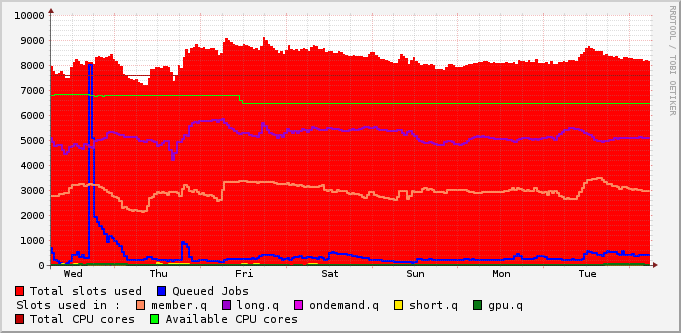 10000
9000
8000
7000
6000
5000
4000
3000
2000
1000
0
Wed Thu Fri Sat Sun Mon Tue
Total slots used Queued Jobs
Slots used in : member.q long.q ondemand.q short.q gpu.q
Total CPU cores Available CPU cores
RRDTOOL / TOBI OETIKER